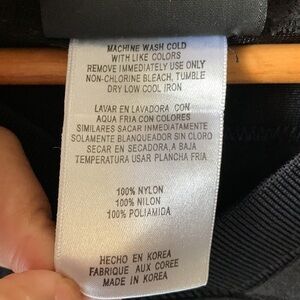 MACHINE WASH COLD
WITH LIKE COLORS
REMOVE IMMEDIATELY USE ONLY
NON-CHLORINE BLEACH, TUMBLE
DRY LOW COOL IRON
LAVAR EN LAVADORA CON
AQUA FRIA CON COLORES
SIMILARES SACAR INMEDIATAMENTE
SOLAMENTE BLANQUEADOR SIN CLORO
SECAR EN SECADORA, A BAJA
TEMPERATURA USAR PLANCHA FRIA.
100% NYLON
100% NILON
100% POLIAMIDA
HECHO EN KOREA
FABRIQUE AUX COREE
MADE IN KOREA